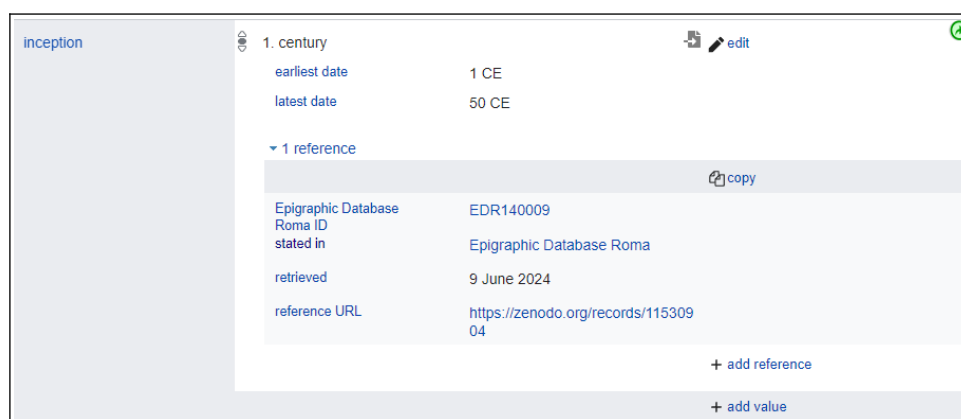 inception
1. century
edit
earliest date 1 CE
latest date 50 CE
1 reference
copy
Epigraphic Database
Roma ID
EDR140009
stated in Epigraphic Database Roma
retrieved 9 June 2024
reference URL https://zenodo.org/records/115309
04
+ add reference
+ add value